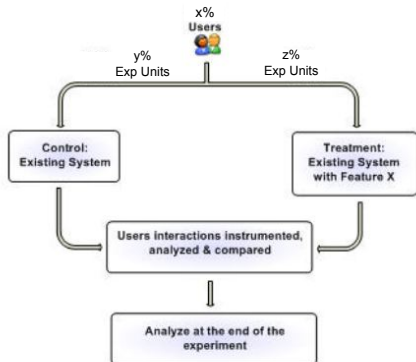 x%
Users
y%
Exp Units
z%
Exp Units
Control:
Existing System
Treatment:
Existing System
with Feature X
Users interactions instrumented,
analyzed & compared
Analyze at the end of the
experiment